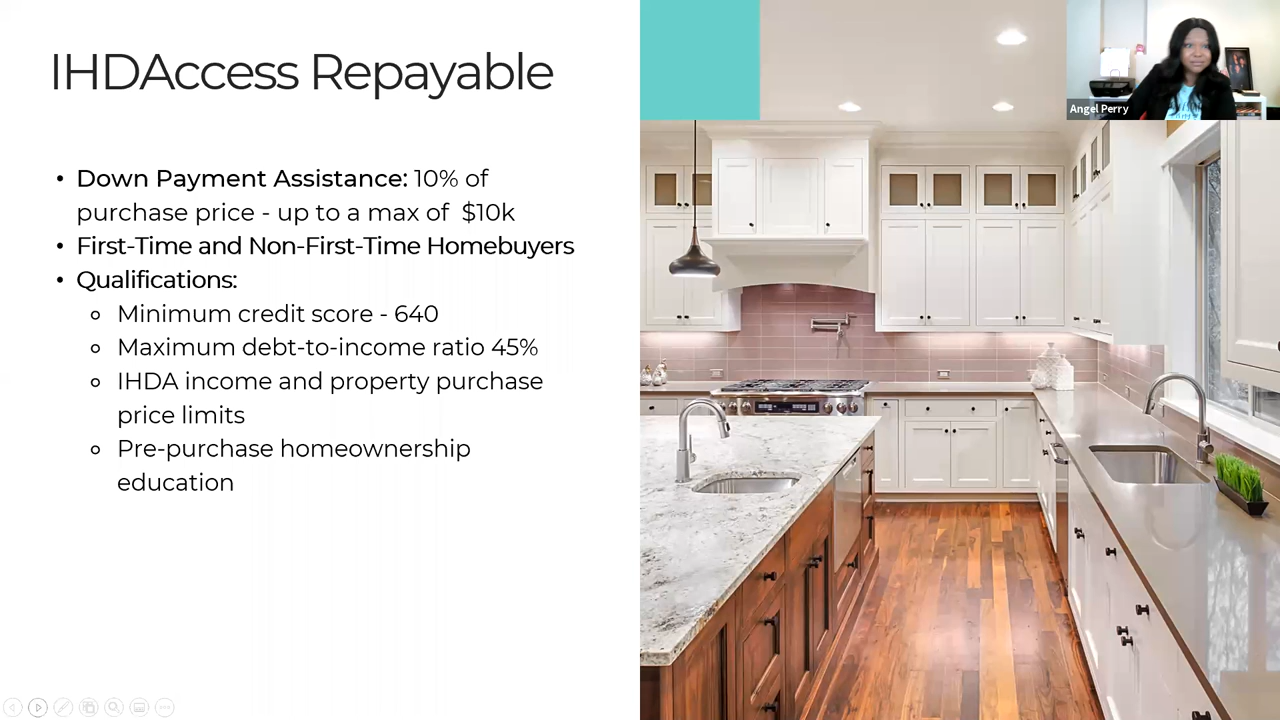 IHDAccess Repayable
Angel Perry
• Down Payment Assistance: 10% of
purchase price - up to a max of $10k
• First-Time and Non-First-Time Homebuyers
• Qualifications:
Minimum credit score - 640
Maximum debt-to-income ratio 45%
IHDA income and property purchase
price limits
Pre-purchase homeownership
education